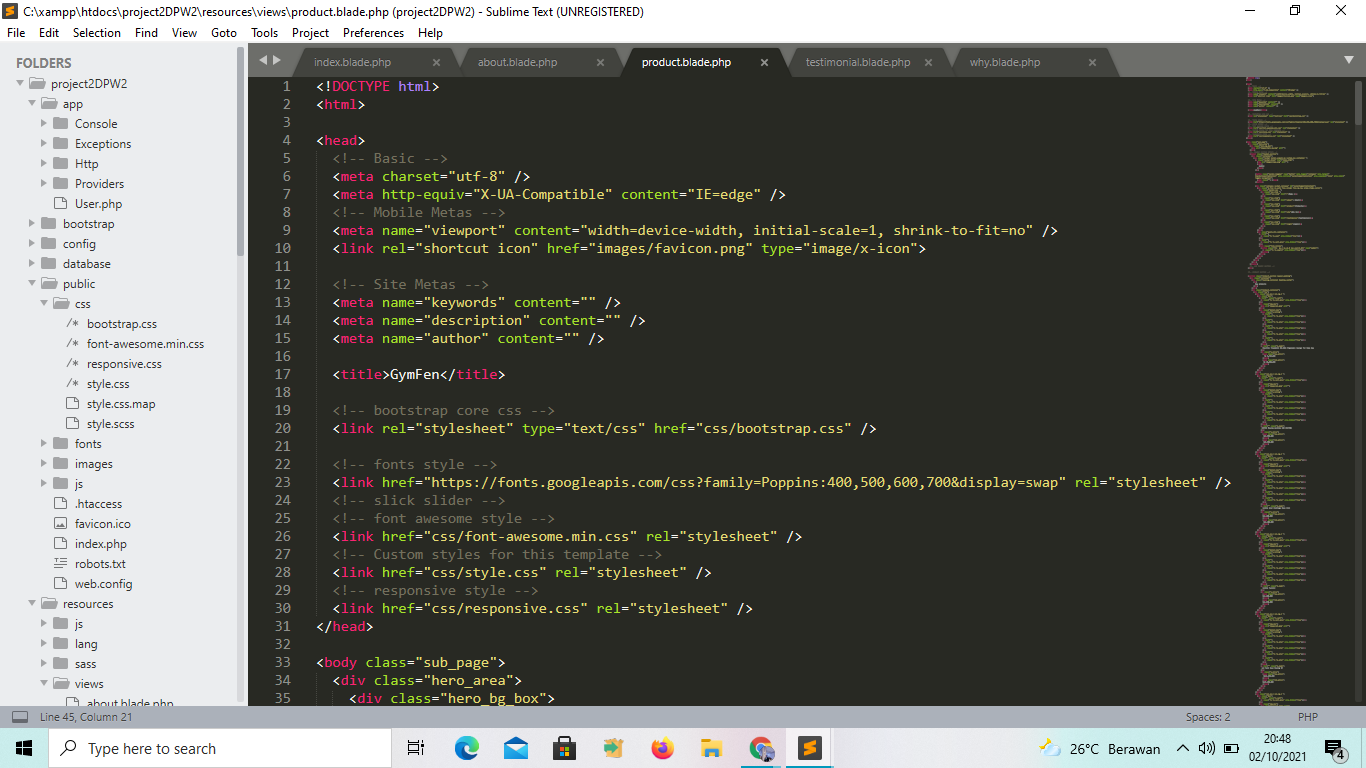 C:\xampp\htdocs\project2DPW2\resources\views\product.blade.php (project2DPW2) - Sublime Text (UNREGISTERED)
File Edit Selection Find View Goto Tools Project Preferences Help
FOLDERS
project2DPW2
app
Console
Exceptions
Http
Providers
User.php
bootstrap
config
database
public
css
/* bootstrap.css
/* font-awesome.min.css
/* responsive.css
/* style.css
style.css.map
style.scss
fonts
images
js
.htaccess
favicon.ico
index.php
robots.txt
web.config
resources
js
lang
sass
views
about.blade.php
index.blade.php about.blade.php product.blade.php testimonial.blade.php why.blade.php
1 <!DOCTYPE html>
2 <html>
3
4 <head>
5 <!-- Basic -->
6 <meta charset="utf-8" />
7 <meta http-equiv="X-UA-Compatible" content="IE=edge" />
8 <!-- Mobile Metas -->
9 <meta name="viewport" content="width=device-width, initial-scale=1, shrink-to-fit=no" />
10 <link rel="shortcut icon" href="images/favicon.png" type="image/x-icon">
11
12 <!-- Site Metas -->
13 <meta name="keywords" content="" />
14 <meta name="description" content="" />
15 <meta name="author" content="" />
16
17 <title>GymFen</title>
18
19 <!-- bootstrap core css -->
20 <link rel="stylesheet" type="text/css" href="css/bootstrap.css" />
21
22 <!-- fonts style -->
23 <link href="https://fonts.googleapis.com/css?family=Poppins:400,500,600,700&display=swap" rel="stylesheet" />
24 <!-- slick slider -->
25 <!-- font awesome style -->
26 <link href="css/font-awesome.min.css" rel="stylesheet" />
27 <!-- Custom styles for this template -->
28 <link href="css/style.css" rel="stylesheet" />
29 <!-- responsive style -->
30 <link href="css/responsive.css" rel="stylesheet" />
31 </head>
32
33 <body class="sub_page">
34 <div class="hero_area">
35 <div class="hero_bg_box">
Line 45, Column 21 Spaces: 2 PHP
Type here to search
26°C Berawan
20:48
02/10/2021
4